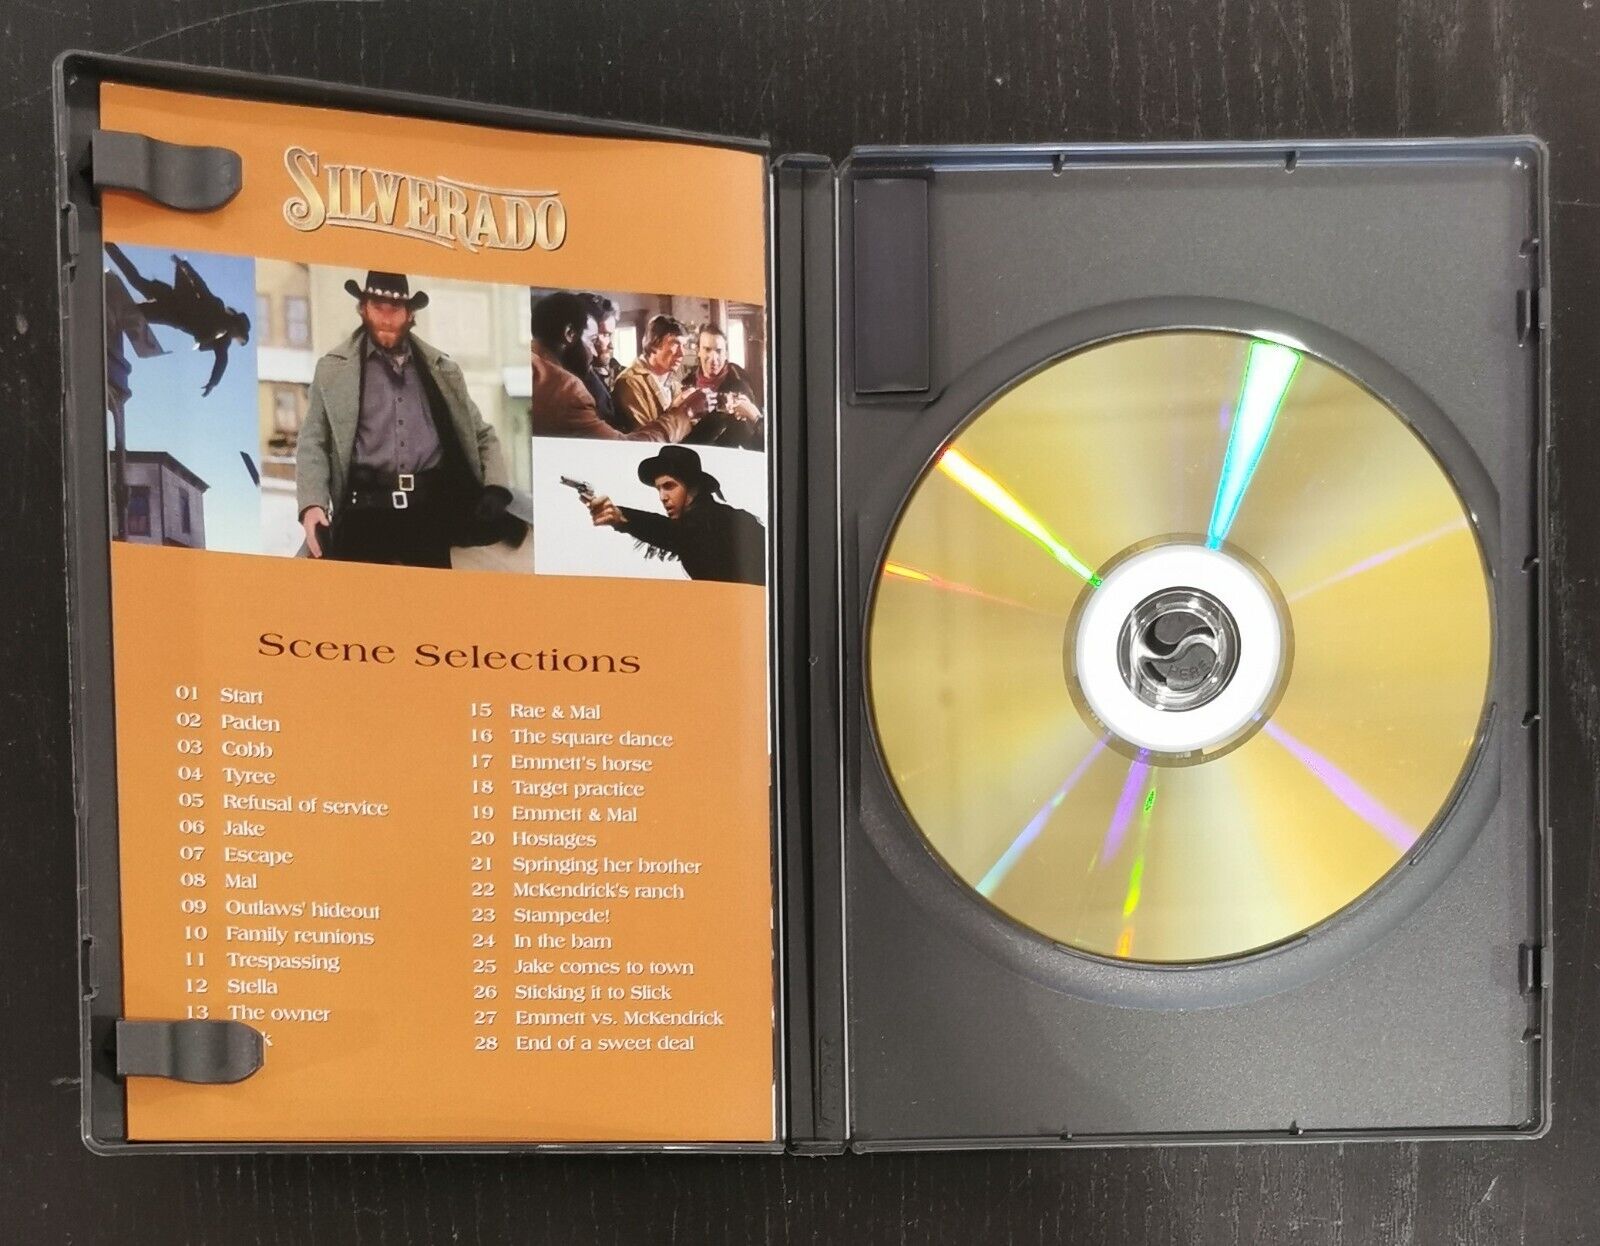 SILVERADO
Scene Selections
01 Start
02 Paden
03 Cobb
04 Tyree
05 Refusal of service
06 Jake
07 Escape
08 Mal
09 Outlaws' hideout
10 Family reunions
11 Trespassing
12 Stella
13 The owner
15 Rae & Mal
16 The square dance
17 Emmett's horse
18 Target practice
19 Emmett & Mal
20 Hostages
21 Springing her brother
22 McKendrick's ranch
23 Stampede!
24 In the barn
25 Jake comes to town
26 Sticking it to Slick
27 Emmett vs. McKendrick
28 End of a sweet deal